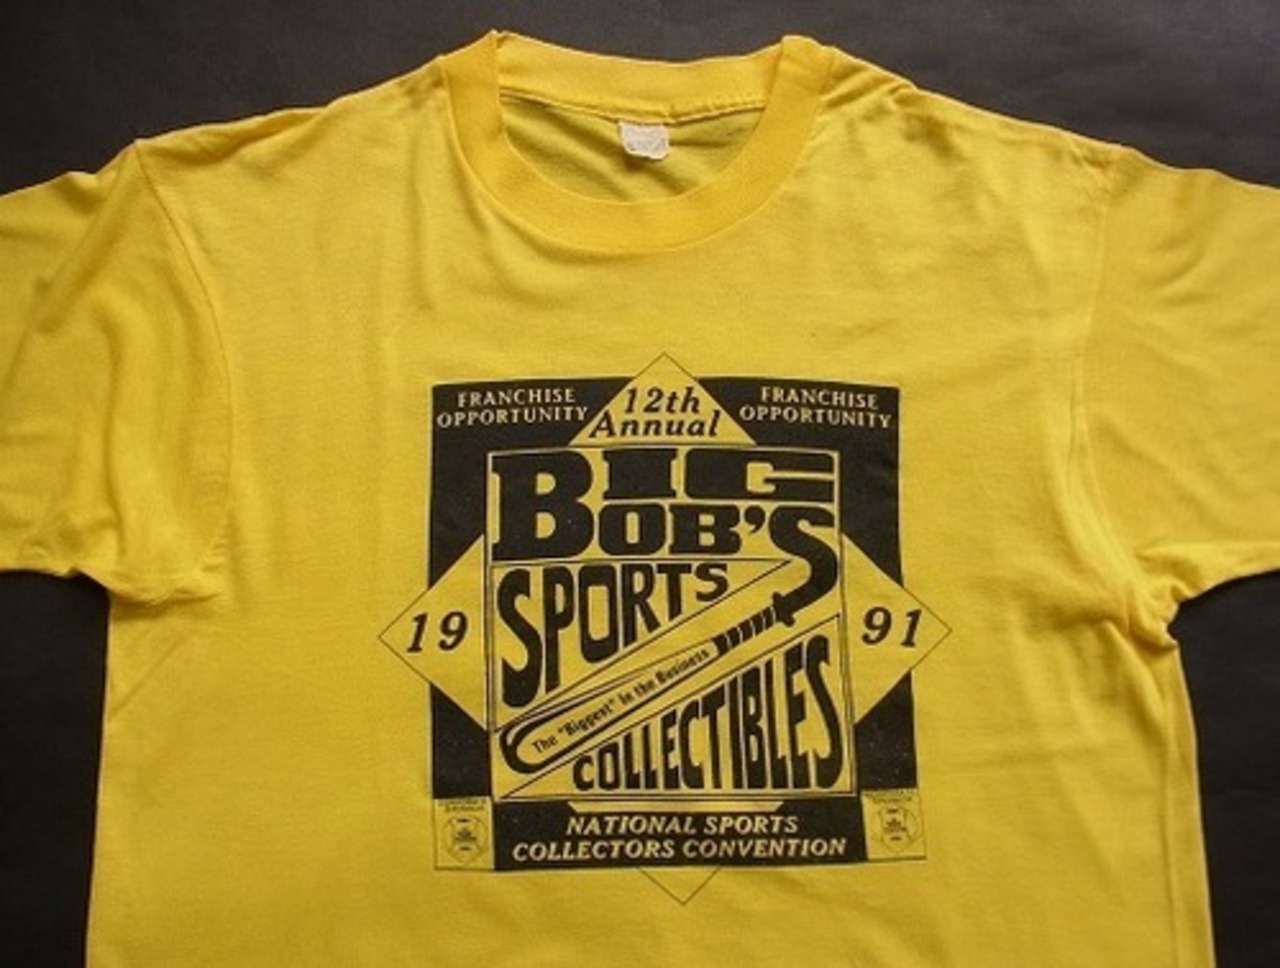 FRANCHISE
OPPORTUNITY
12th
Annual
FRANCHISE
OPPORTUNITY
BIG
BOB'S
SPORTS
19
91
The "Biggest" in the Business
COLLECTIBLES
NATIONAL SPORTS
COLLECTORS CONVENTION